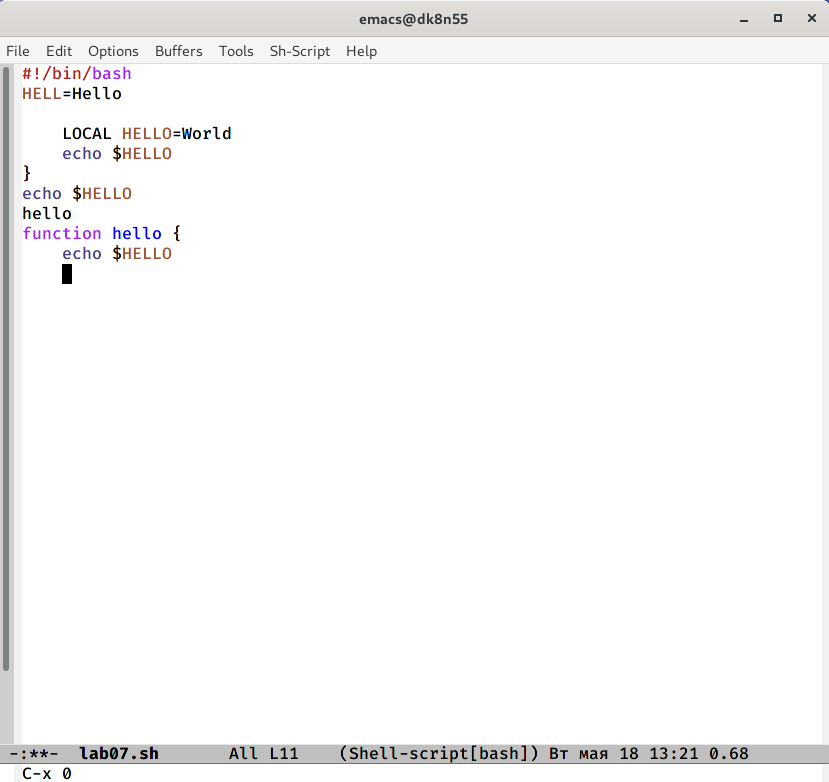 emacs@dk8n55
File Edit Options Buffers Tools Sh-Script Help
#!/bin/bash
HELL=Hello
    LOCAL HELLO=World
    echo $HELLO
}
echo $HELLO
hello
function hello {
    echo $HELLO
-:**-  lab07.sh       All L11    (Shell-script[bash]) Вт мая 18 13:21 0.68
C-x 0